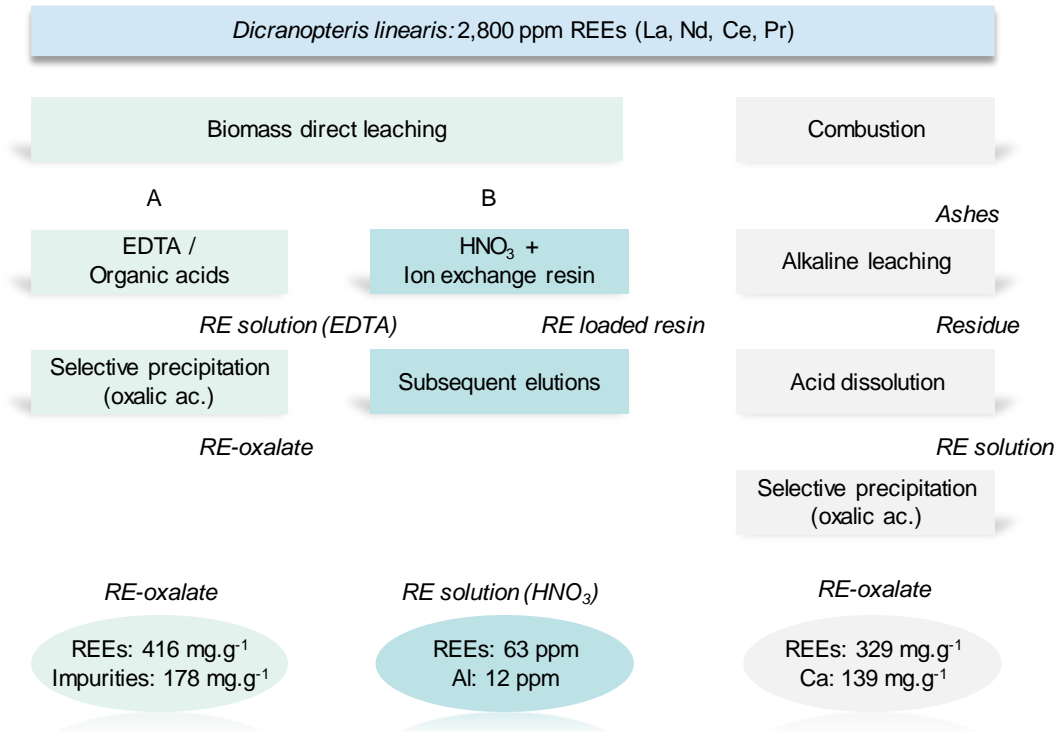 Dicranopteris linearis: 2,800 ppm REEs (La, Nd, Ce, Pr)
Biomass direct leaching
Combustion
A
B
Ashes
EDTA /
Organic acids
HNO₃ +
Ion exchange resin
Alkaline leaching
RE solution (EDTA)
RE loaded resin
Residue
Selective precipitation
(oxalic ac.)
Subsequent elutions
Acid dissolution
RE-oxalate
RE solution
Selective precipitation
(oxalic ac.)
RE-oxalate
RE solution (HNO₃)
RE-oxalate
REEs: 416 mg.g⁻¹
Impurities: 178 mg.g⁻¹
REEs: 63 ppm
Al: 12 ppm
REEs: 329 mg.g⁻¹
Ca: 139 mg.g⁻¹